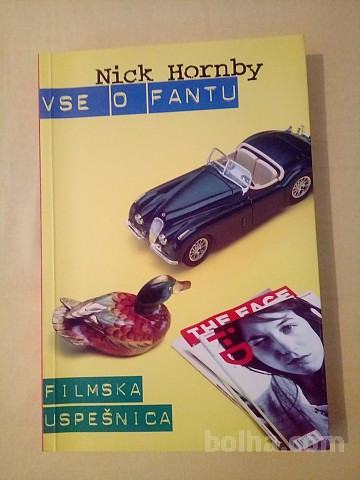 Nick Hornby
VSE O FANTU
THE FACE
i-D
FILMSKA
USPEŠNICA
bolha.com